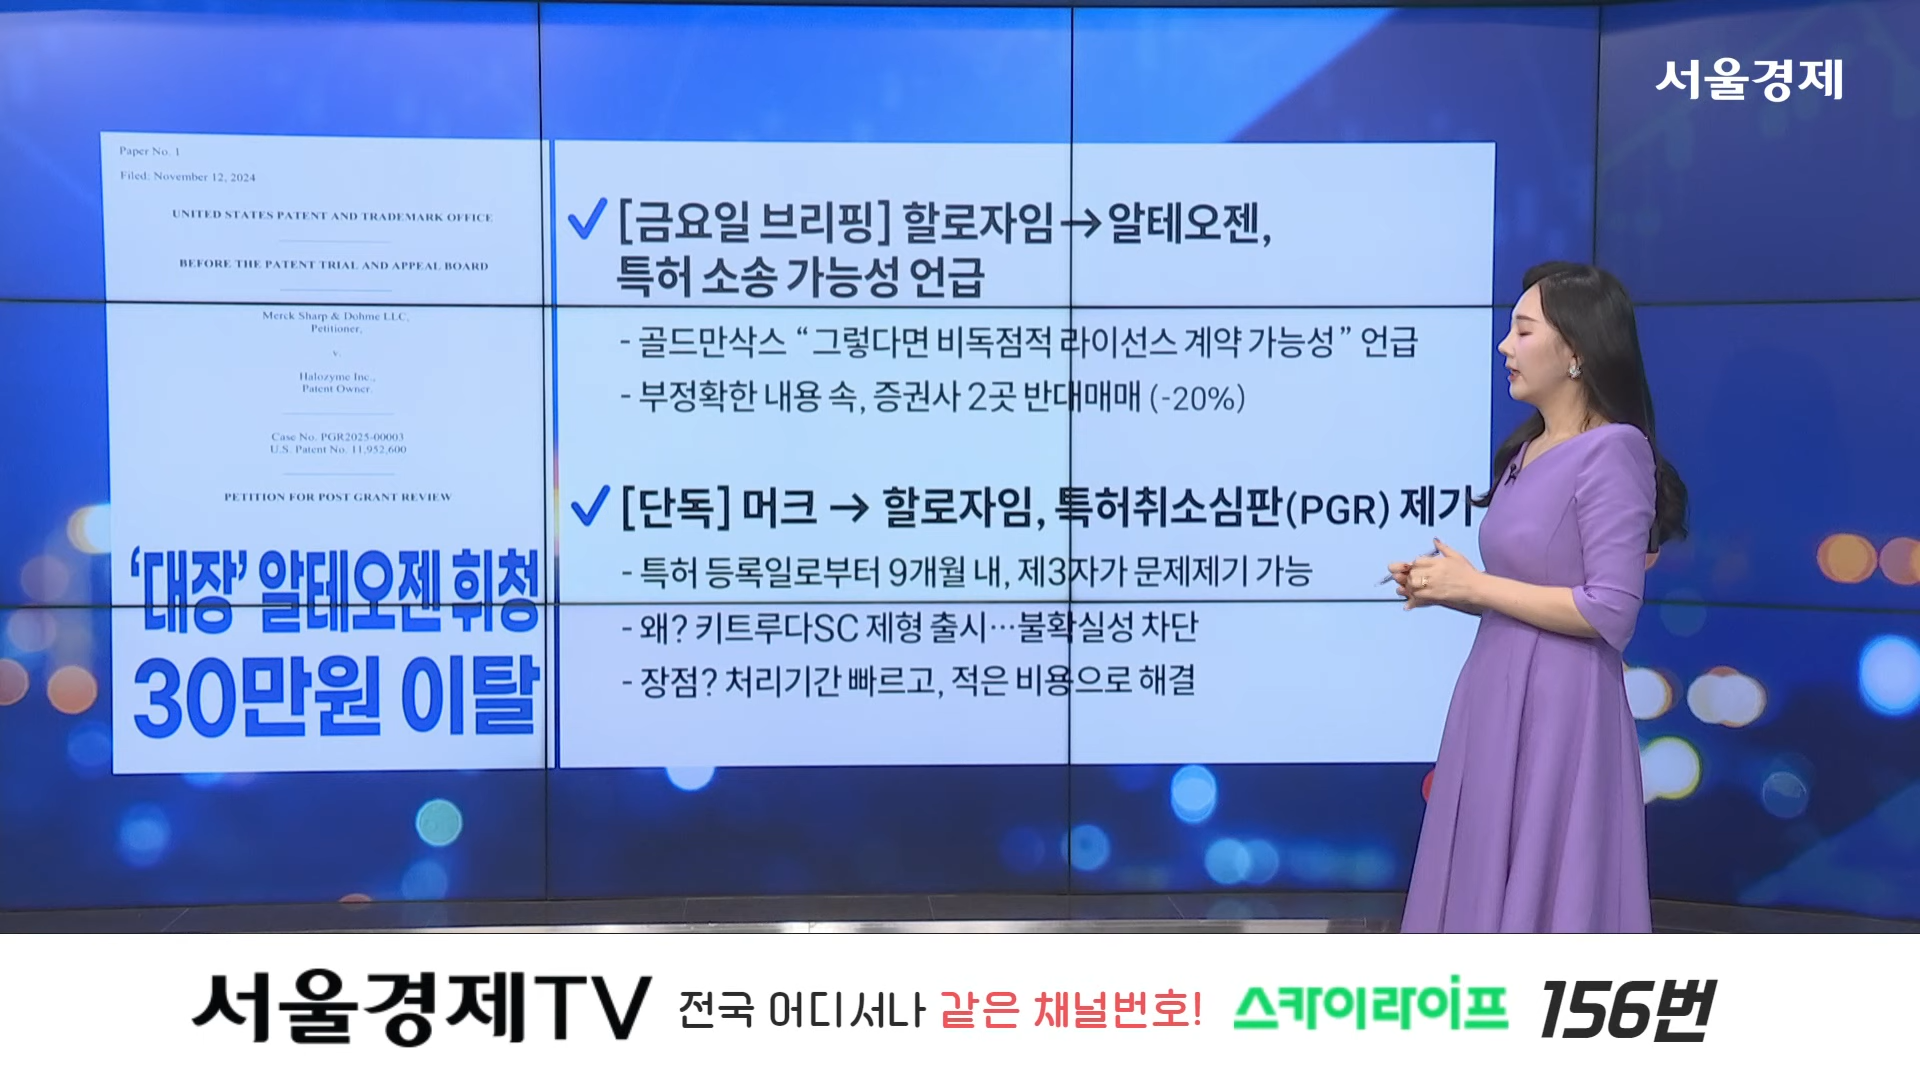 서울경제
Paper No. 1
Filed: November 12, 2024
UNITED STATES PATENT AND TRADEMARK OFFICE
BEFORE THE PATENT TRIAL AND APPEAL BOARD
Merck Sharp & Dohme LLC,
Petitioner,
v.
Halozyme Inc.,
Patent Owner.
Case No. PGR2025-00003
U.S. Patent No. 11,952,600
PETITION FOR POST GRANT REVIEW
‘대장’ 알테오젠 휘청
30만원 이탈
✓ [금요일 브리핑] 할로자임→알테오젠,
특허 소송 가능성 언급
- 골드만삭스 “그렇다면 비독점적 라이선스 계약 가능성” 언급
- 부정확한 내용 속, 증권사 2곳 반대매매 (-20%)
✓ [단독] 머크 → 할로자임, 특허취소심판(PGR) 제기
- 특허 등록일로부터 9개월 내, 제3자가 문제제기 가능
- 왜? 키트루다SC 제형 출시…불확실성 차단
- 장점? 처리기간 빠르고, 적은 비용으로 해결
서울경제TV 전국 어디서나 같은 채널번호! 스카이라이프 156번